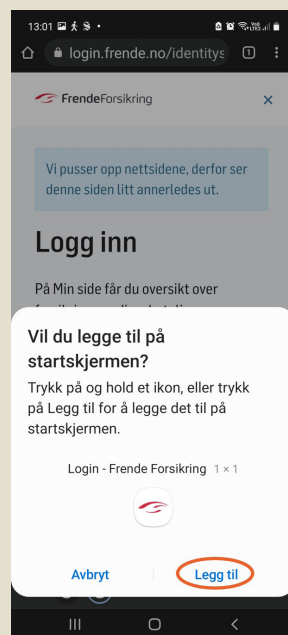 13:01
login.frende.no/identitys 1
FrendeForsikring
Vi pusser opp nettsidene, derfor ser
denne siden litt annerledes ut.
Logg inn
På Min side får du oversikt over
Vil du legge til på
startskjermen?
Trykk på og hold et ikon, eller trykk
på Legg til for å legge det til på
startskjermen.
Login - Frende Forsikring 1 × 1
Avbryt Legg til